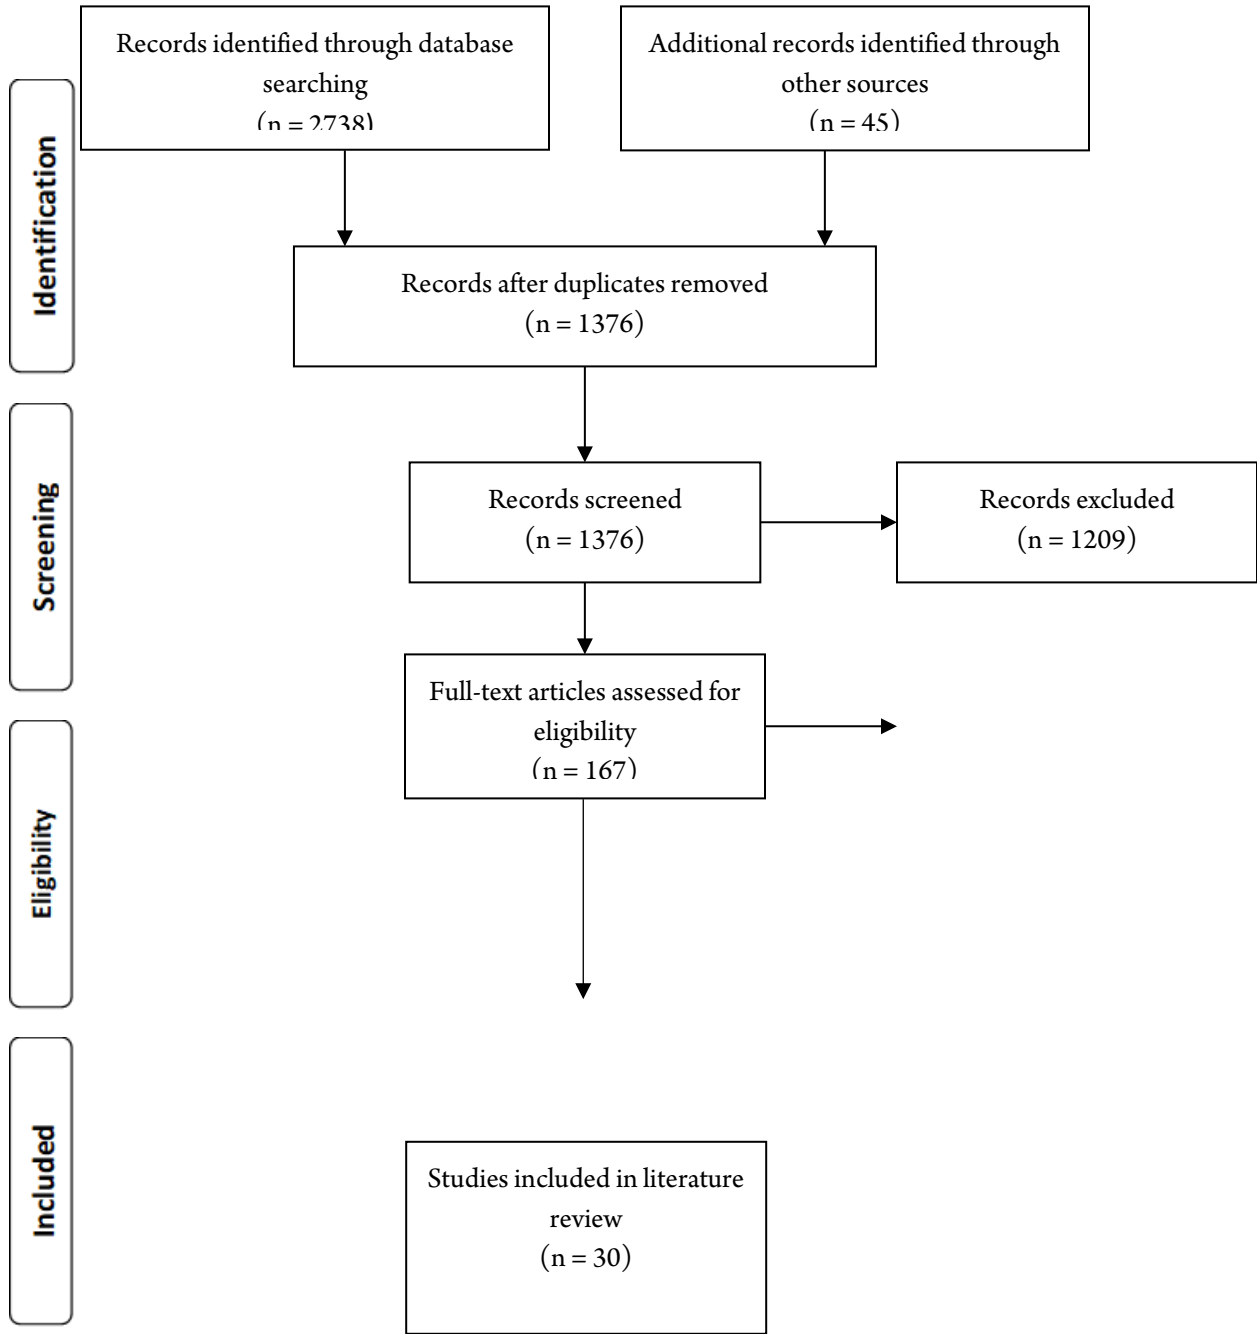 Records identified through database
searching
(n = 2738)
Additional records identified through
other sources
(n = 45)
Identification
Records after duplicates removed
(n = 1376)
Screening
Records screened
(n = 1376)
Records excluded
(n = 1209)
Full-text articles assessed for
eligibility
(n = 167)
Eligibility
Included
Studies included in literature
review
(n = 30)